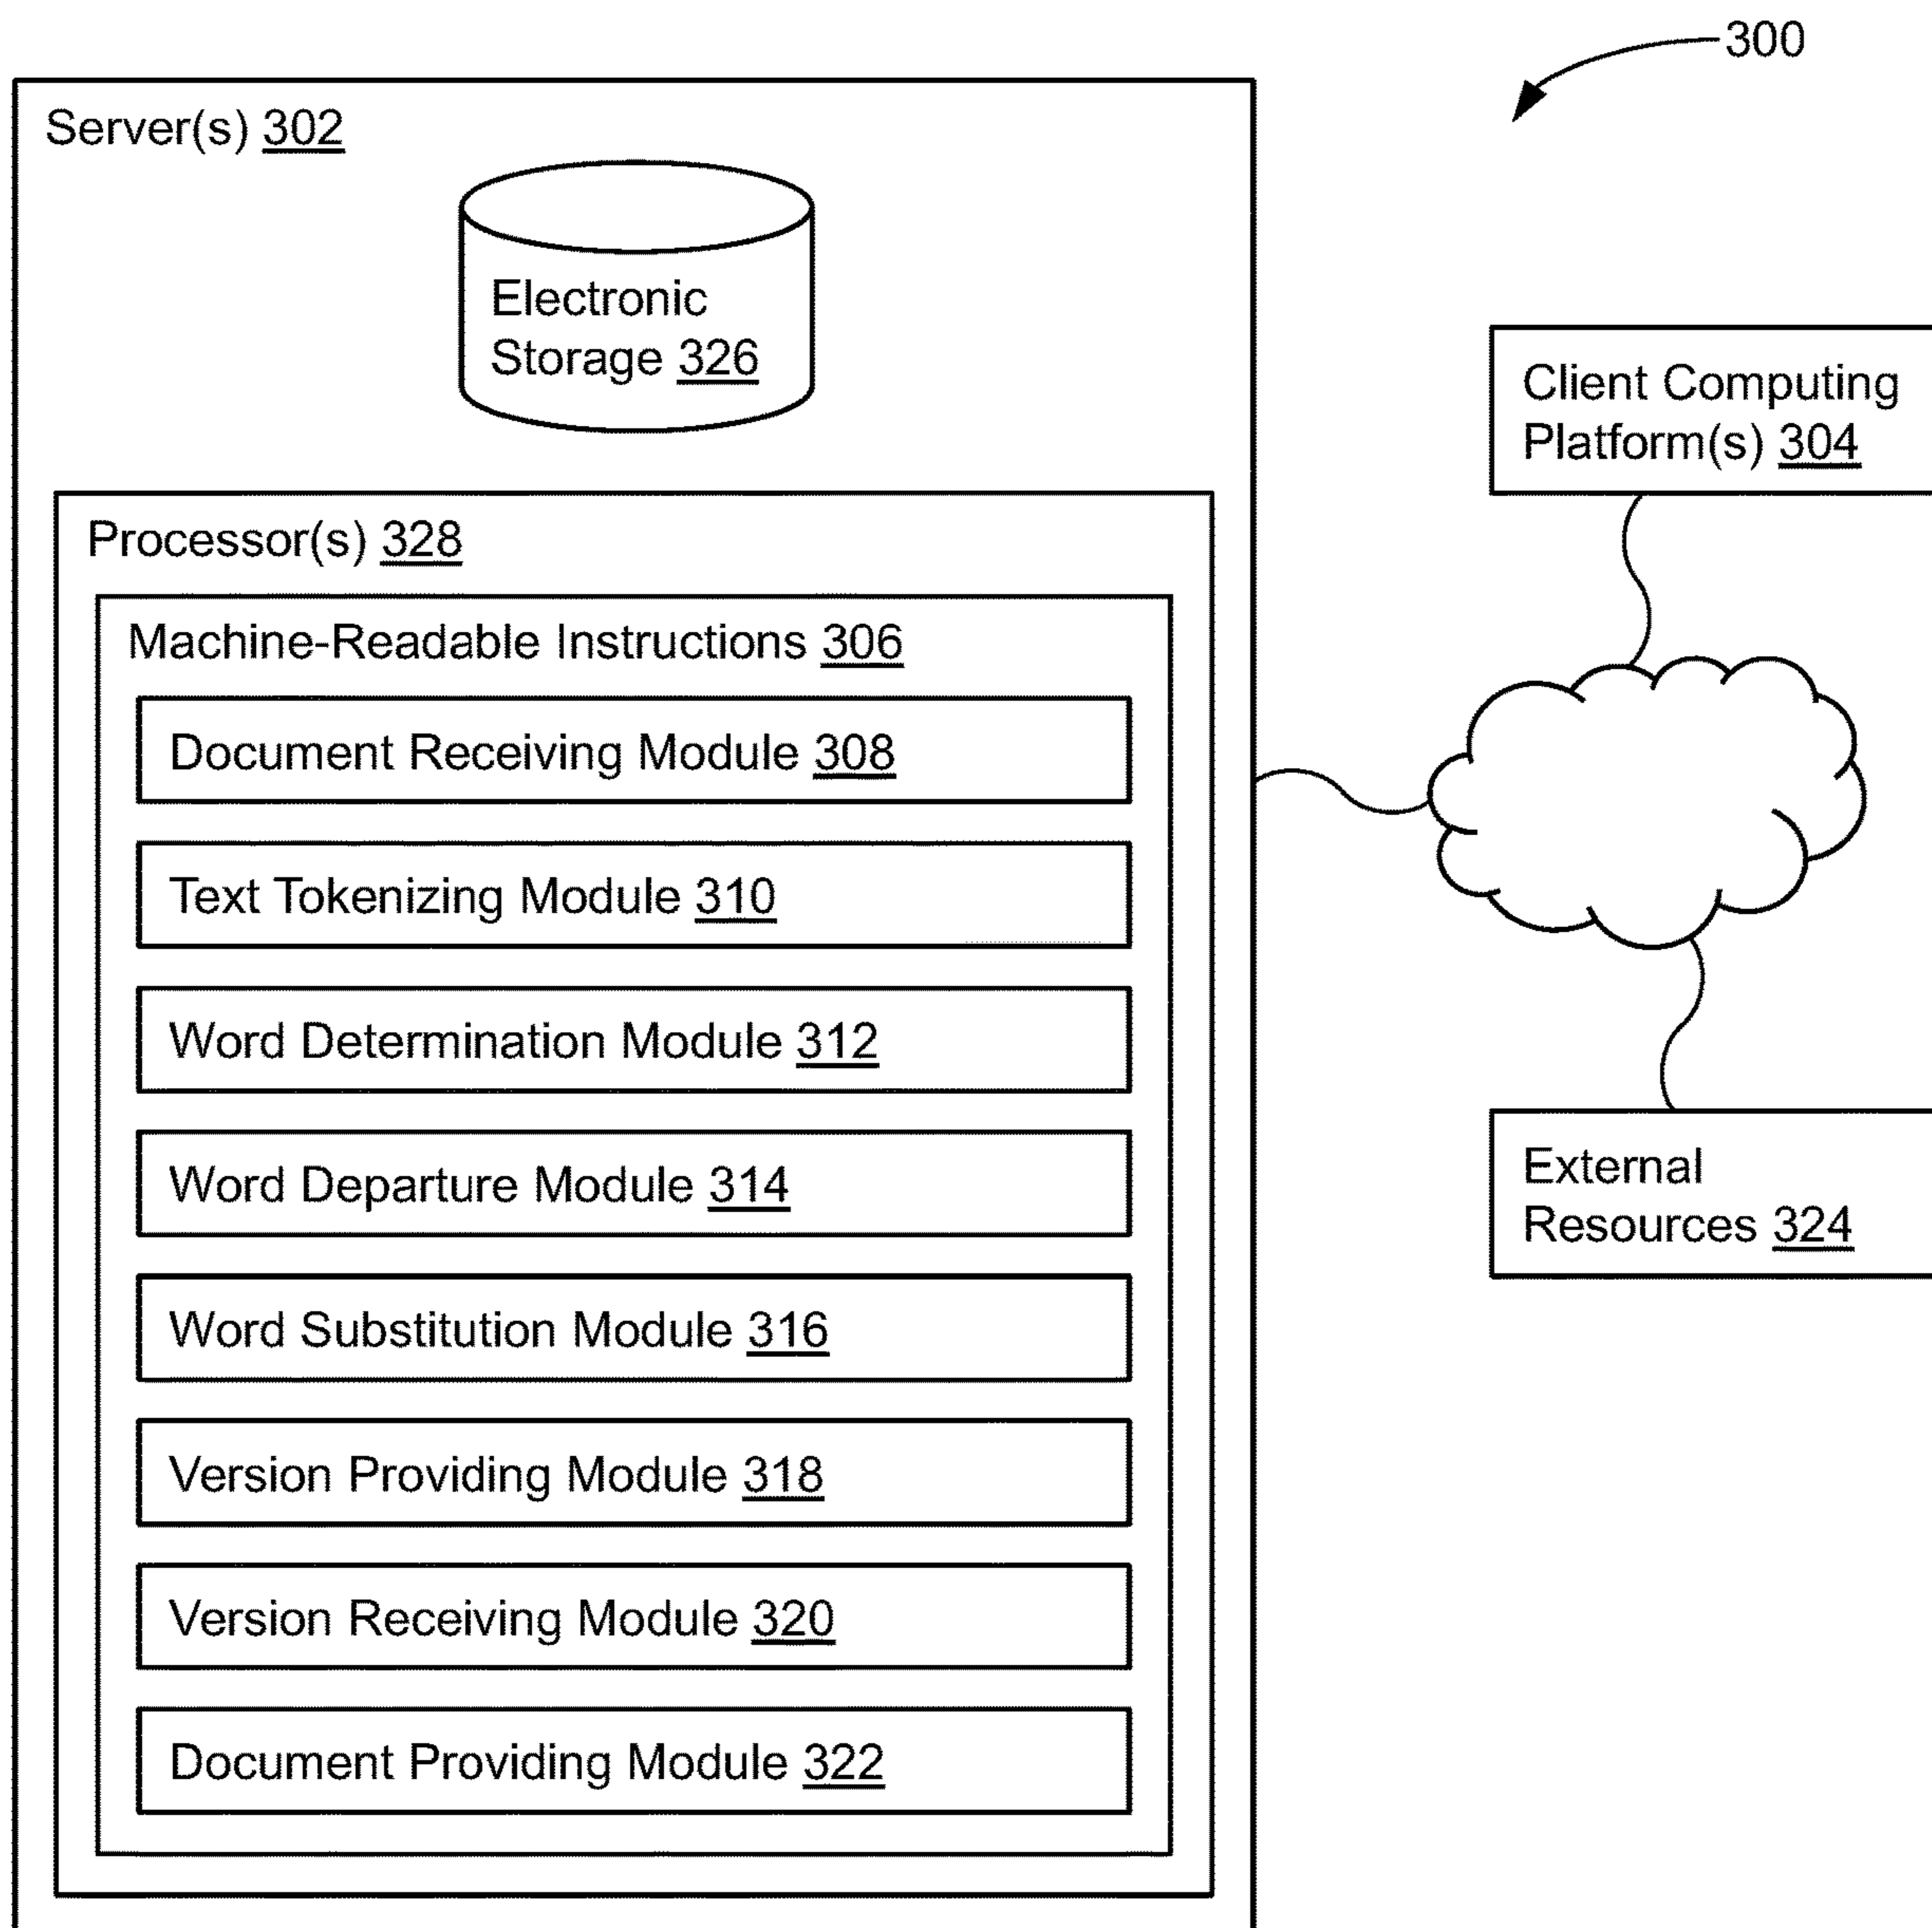 300
Server(s) 302
Electronic
Storage 326
Client Computing
Platform(s) 304
Processor(s) 328
Machine-Readable Instructions 306
Document Receiving Module 308
Text Tokenizing Module 310
Word Determination Module 312
Word Departure Module 314
External
Resources 324
Word Substitution Module 316
Version Providing Module 318
Version Receiving Module 320
Document Providing Module 322